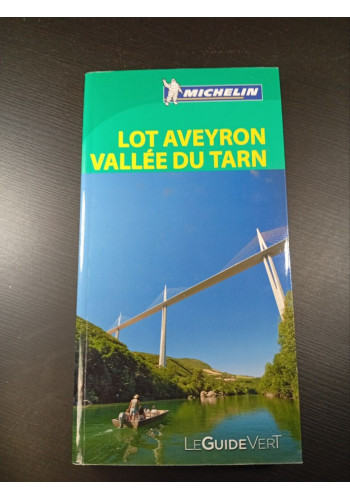 MICHELIN
LOT AVEYRON
VALLÉE DU TARN
LEGUIDEVERT